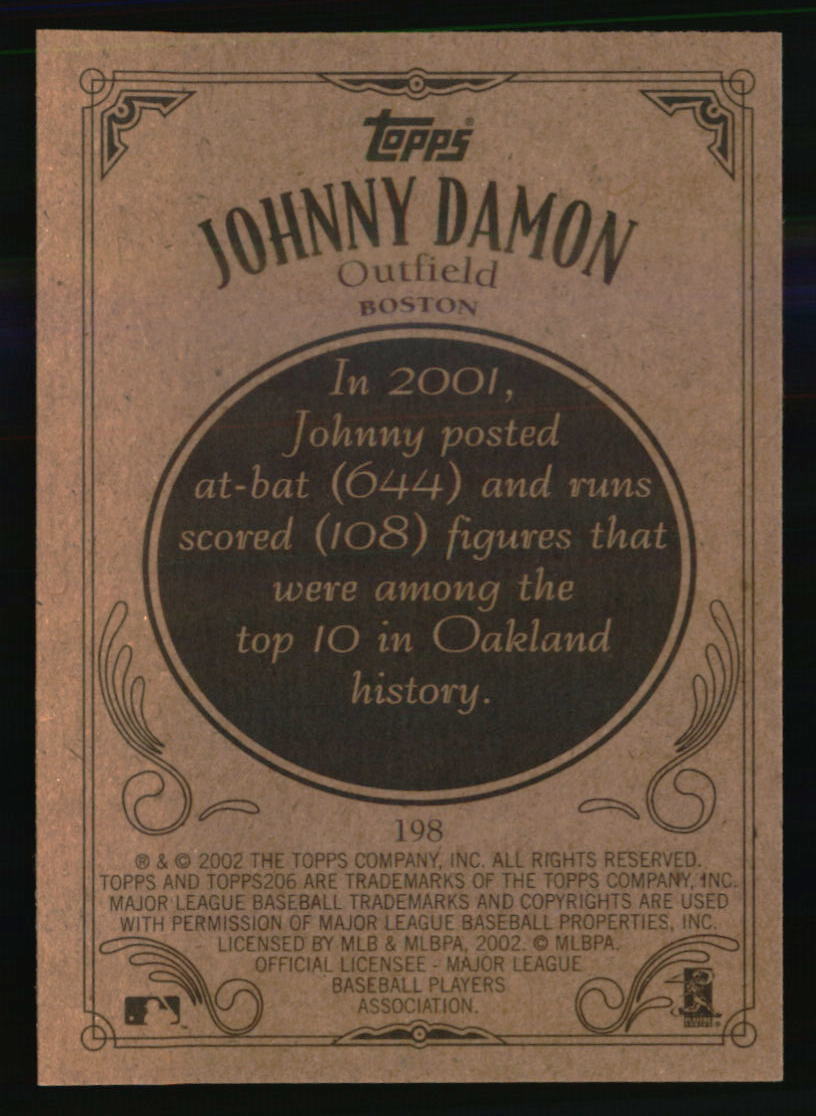 topps®
JOHNNY DAMON
Outfield
BOSTON
In 2001,
Johnny posted
at-bat (644) and runs
scored (108) figures that
were among the
top 10 in Oakland
history.
198
® & © 2002 THE TOPPS COMPANY, INC. ALL RIGHTS RESERVED.
TOPPS AND TOPPS206 ARE TRADEMARKS OF THE TOPPS COMPANY, INC.
MAJOR LEAGUE BASEBALL TRADEMARKS AND COPYRIGHTS ARE USED
WITH PERMISSION OF MAJOR LEAGUE BASEBALL PROPERTIES, INC.
LICENSED BY MLB & MLBPA, 2002. © MLBPA.
OFFICIAL LICENSEE - MAJOR LEAGUE
BASEBALL PLAYERS
ASSOCIATION.